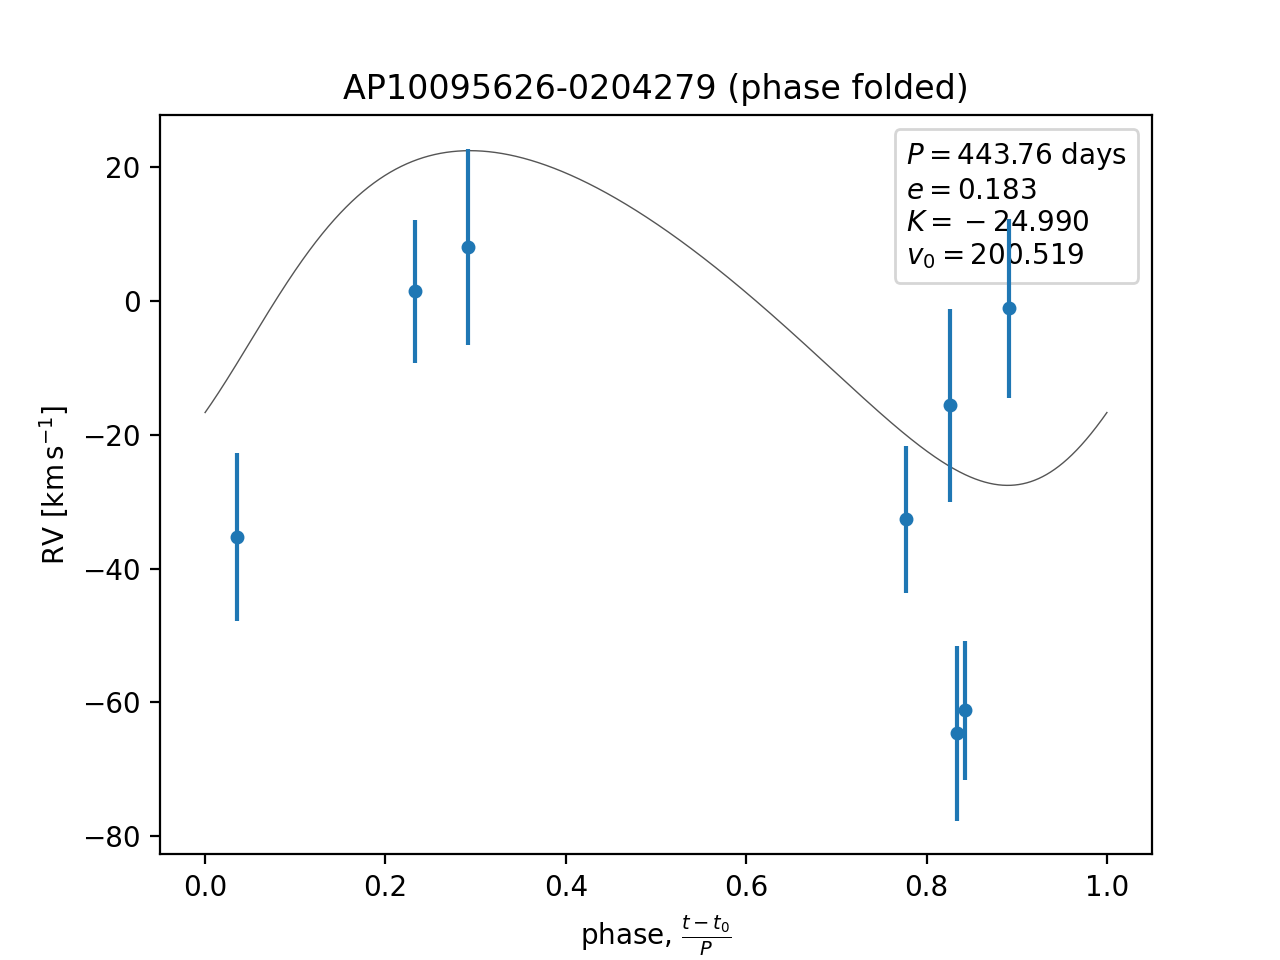 AP10095626-0204279 (phase folded)
P = 443.76 days
e = 0.183
K = −24.990
v₀ = 200.519
RV [km s⁻¹]
20
0
−20
−40
−60
−80
0.0 0.2 0.4 0.6 0.8 1.0
phase, (t − t₀)/P